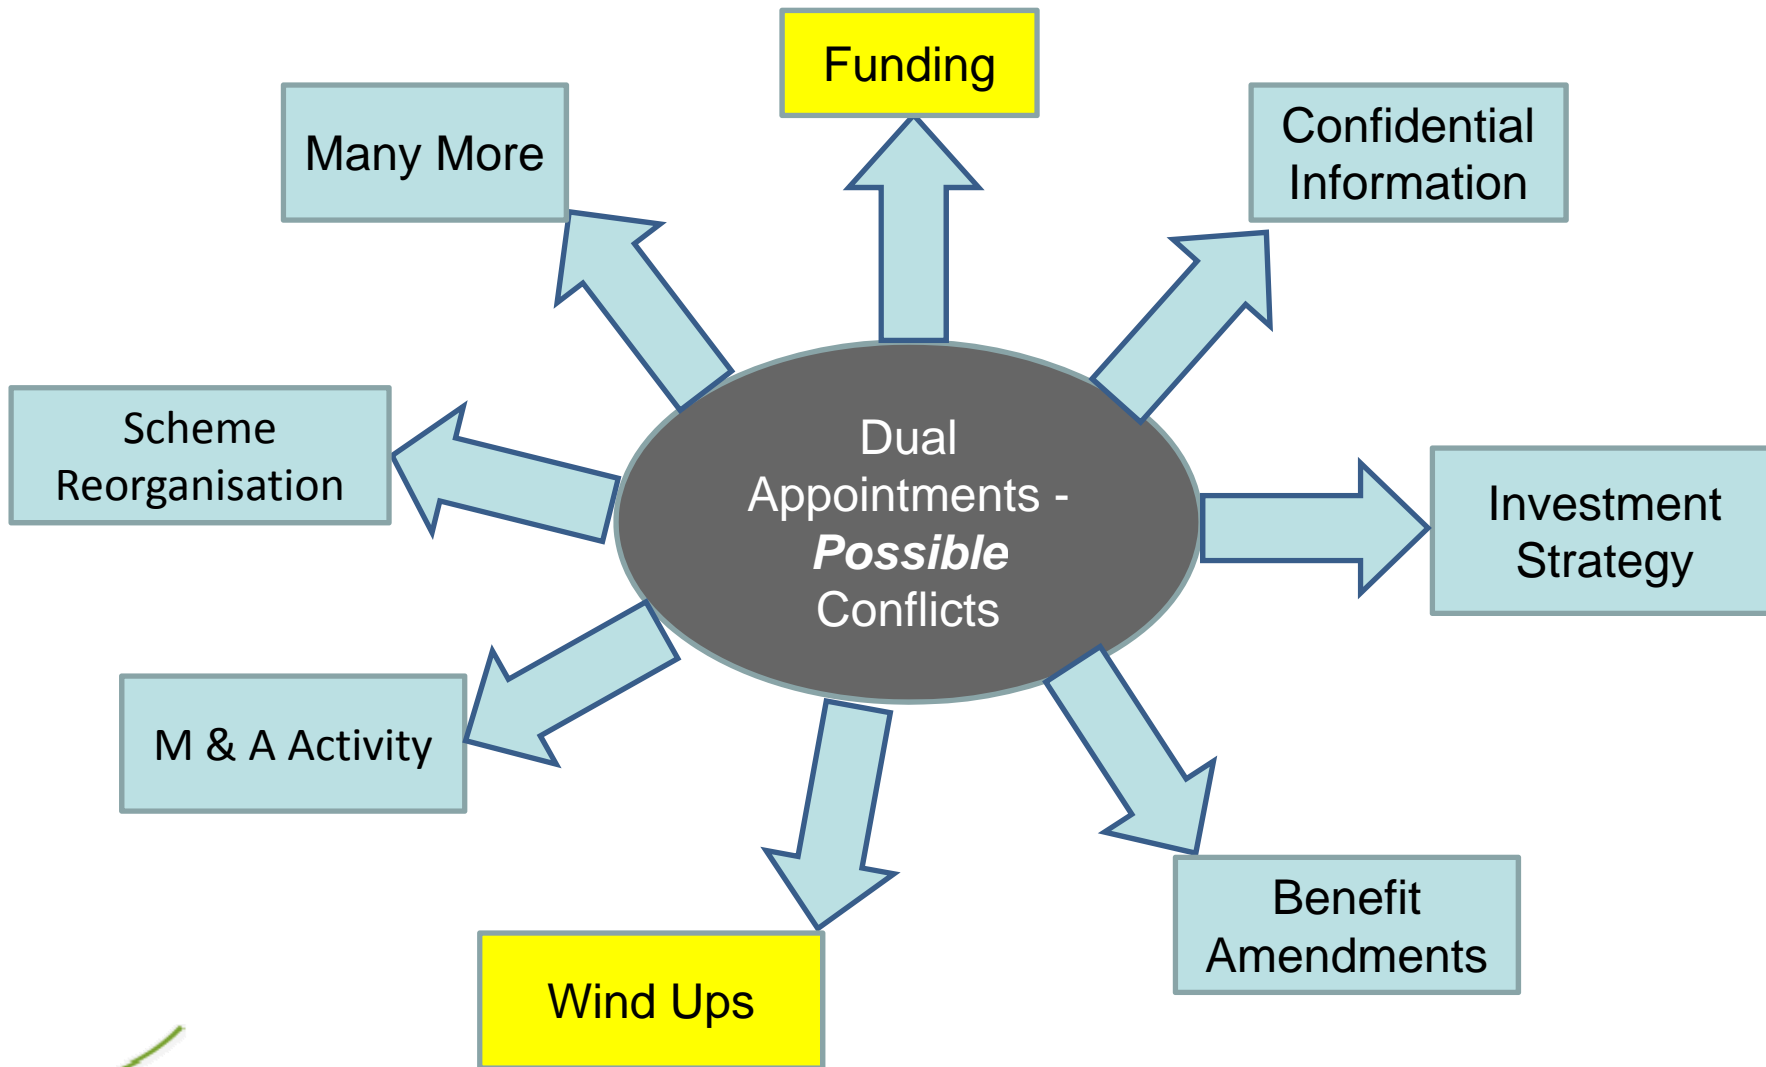 Funding
Many More
Confidential
Information
Scheme
Reorganisation
Dual
Appointments -
Possible
Conflicts
Investment
Strategy
M & A Activity
Benefit
Amendments
Wind Ups